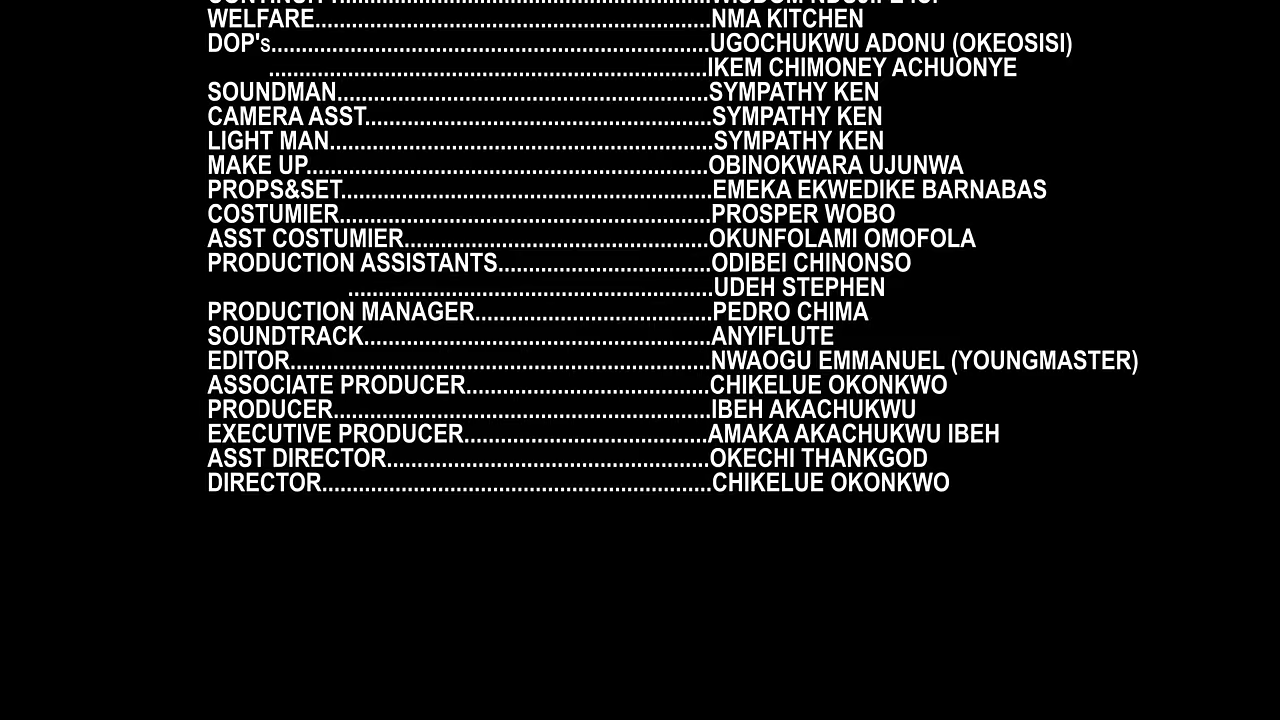 WELFARE..........................................................NMA KITCHEN
DOP's..........................................................UGOCHUKWU ADONU (OKEOSISI)
..........................................................IKEM CHIMONEY ACHUONYE
SOUNDMAN..........................................................SYMPATHY KEN
CAMERA ASST..........................................................SYMPATHY KEN
LIGHT MAN..........................................................SYMPATHY KEN
MAKE UP..........................................................OBINOKWARA UJUNWA
PROPS&SET..........................................................EMEKA EKWEDIKE BARNABAS
COSTUMIER..........................................................PROSPER WOBO
ASST COSTUMIER..................................................OKUNFOLAMI OMOFOLA
PRODUCTION ASSISTANTS...................................ODIBEI CHINONSO
............................................................UDEH STEPHEN
PRODUCTION MANAGER.......................................PEDRO CHIMA
SOUNDTRACK.........................................................ANYIFLUTE
EDITOR.....................................................................NWAOGU EMMANUEL (YOUNGMASTER)
ASSOCIATE PRODUCER........................................CHIKELUE OKONKWO
PRODUCER..............................................................IBEH AKACHUKWU
EXECUTIVE PRODUCER........................................AMAKA AKACHUKWU IBEH
ASST DIRECTOR.....................................................OKECHI THANKGOD
DIRECTOR................................................................CHIKELUE OKONKWO